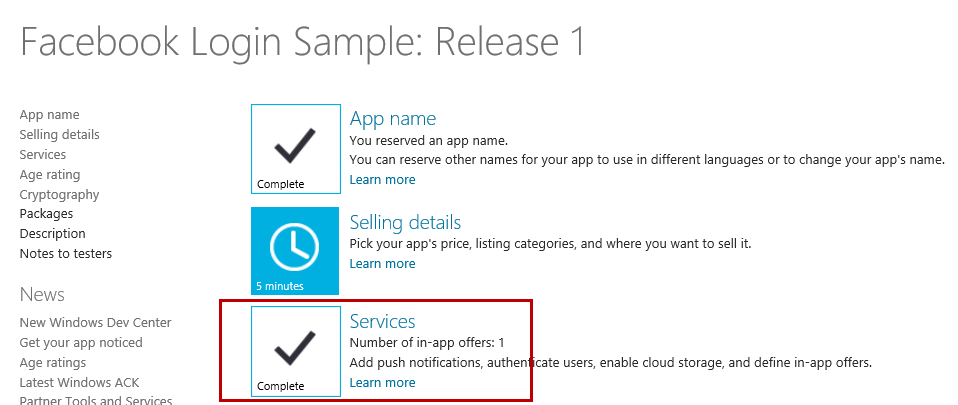 Facebook Login Sample: Release 1
App name
Selling details
Services
Age rating
Cryptography
Packages
Description
Notes to testers
News
New Windows Dev Center
Get your app noticed
Age ratings
Latest Windows ACK
Partner Tools and Services
Complete
App name
You reserved an app name.
You can reserve other names for your app to use in different languages or to change your app's name.
Learn more
5 minutes
Selling details
Pick your app's price, listing categories, and where you want to sell it.
Learn more
Complete
Services
Number of in-app offers: 1
Add push notifications, authenticate users, enable cloud storage, and define in-app offers.
Learn more